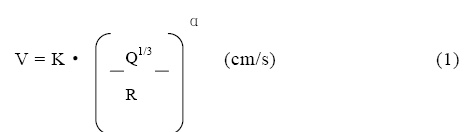 α
V = K • ( Q^1/3 / R ) (cm/s) (1)